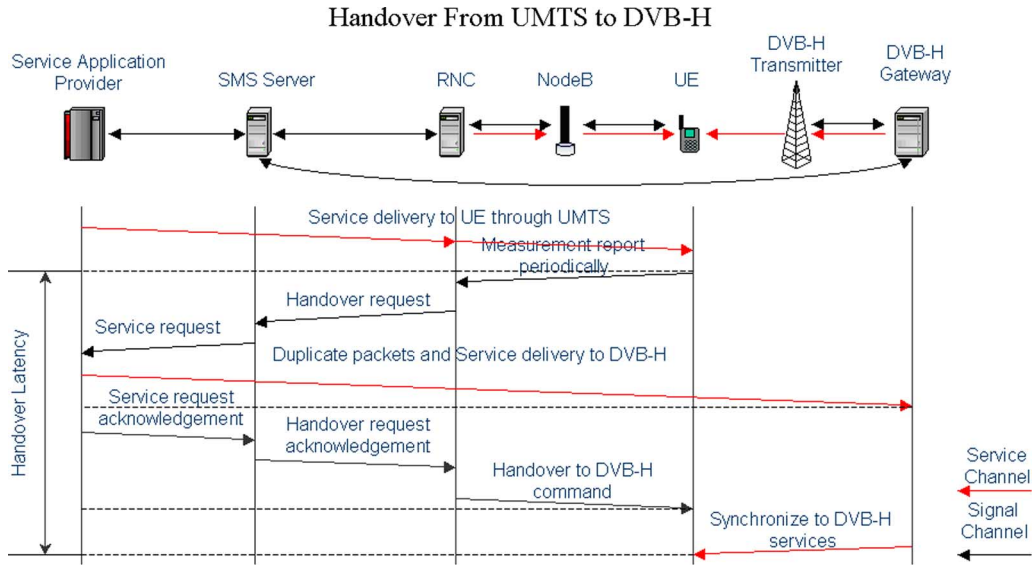 Handover From UMTS to DVB-H
Service Application
Provider
SMS Server
RNC
NodeB
UE
DVB-H
Transmitter
DVB-H
Gateway
Service delivery to UE through UMTS
Measurement report
periodically
Handover request
Service request
Duplicate packets and Service delivery to DVB-H
Service request
acknowledgement
Handover request
acknowledgement
Handover to DVB-H
command
Synchronize to DVB-H
services
Handover Latency
Service
Channel
Signal
Channel